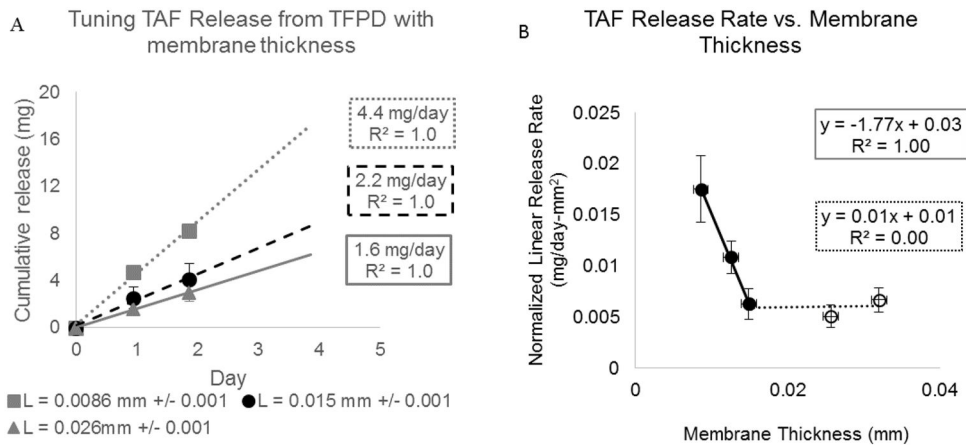 A
Tuning TAF Release from TFPD with
membrane thickness
Cumulative release (mg)
20
16
12
8
4
0
0 1 2 3 4 5
Day
4.4 mg/day
R² = 1.0
2.2 mg/day
R² = 1.0
1.6 mg/day
R² = 1.0
L = 0.0086 mm +/- 0.001 L = 0.015 mm +/- 0.001
L = 0.026mm +/- 0.001
B
TAF Release Rate vs. Membrane
Thickness
Normalized Linear Release Rate
(mg/day-mm²)
0.025
0.02
0.015
0.01
0.005
0
0 0.02 0.04
Membrane Thickness (mm)
y = -1.77x + 0.03
R² = 1.00
y = 0.01x + 0.01
R² = 0.00